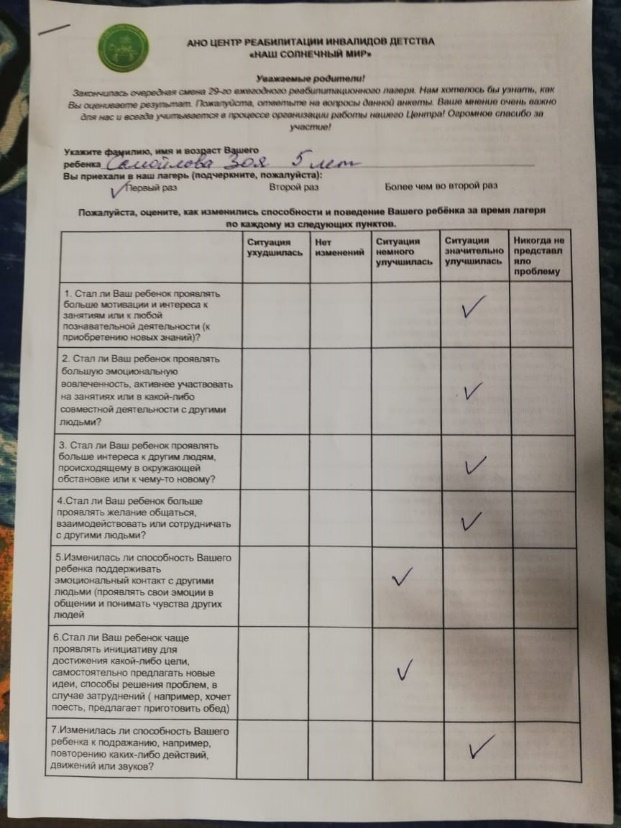 АНО ЦЕНТР РЕАБИЛИТАЦИИ ИНВАЛИДОВ ДЕТСТВА
«НАШ СОЛНЕЧНЫЙ МИР»
Уважаемые родители!
Закончилась очередная смена 29-го ежегодного реабилитационного лагеря. Нам хотелось бы узнать, как
Вы оцениваете результат. Пожалуйста, ответьте на вопросы данной анкеты. Ваше мнение очень важно
для нас и всегда учитывается в процессе организации работы нашего Центра! Огромное спасибо за
участие!
Укажите фамилию, имя и возраст Вашего
ребенка Самойлова Зоя 5 лет
Вы приехали в наш лагерь (подчеркните, пожалуйста):
✓Первый раз Второй раз Более чем во второй раз
Пожалуйста, оцените, как изменились способности и поведение Вашего ребёнка за время лагеря
по каждому из следующих пунктов.
Ситуация
ухудшилась
Нет
изменений
Ситуация
немного
улучшилась
Ситуация
значительно
улучшилась
Никогда не
представл
яло
проблему
1. Стал ли Ваш ребенок проявлять
больше мотивации и интереса к
занятиям или к любой
познавательной деятельности (к
приобретению новых знаний)?
✓
2. Стал ли Ваш ребенок проявлять
большую эмоциональную
вовлеченность, активнее участвовать
на занятиях или в какой-либо
совместной деятельности с другими
людьми?
✓
3. Стал ли Ваш ребенок проявлять
больше интереса к другим людям,
происходящему в окружающей
обстановке или к чему-то новому?
✓
4.Стал ли Ваш ребенок больше
проявлять желание общаться,
взаимодействовать или сотрудничать
с другими людьми?
✓
5.Изменилась ли способность Вашего
ребенка поддерживать
эмоциональный контакт с другими
людьми (проявлять свои эмоции в
общении и понимать чувства других
людей
✓
6.Стал ли Ваш ребенок чаще
проявлять инициативу для
достижения какой-либо цели,
самостоятельно предлагать новые
идеи, способы решения проблем, в
случае затруднений ( например, хочет
поесть, предлагает приготовить обед)
✓
7.Изменилась ли способность Вашего
ребенка к подражанию, например,
повторению каких-либо действий,
движений или звуков?
✓